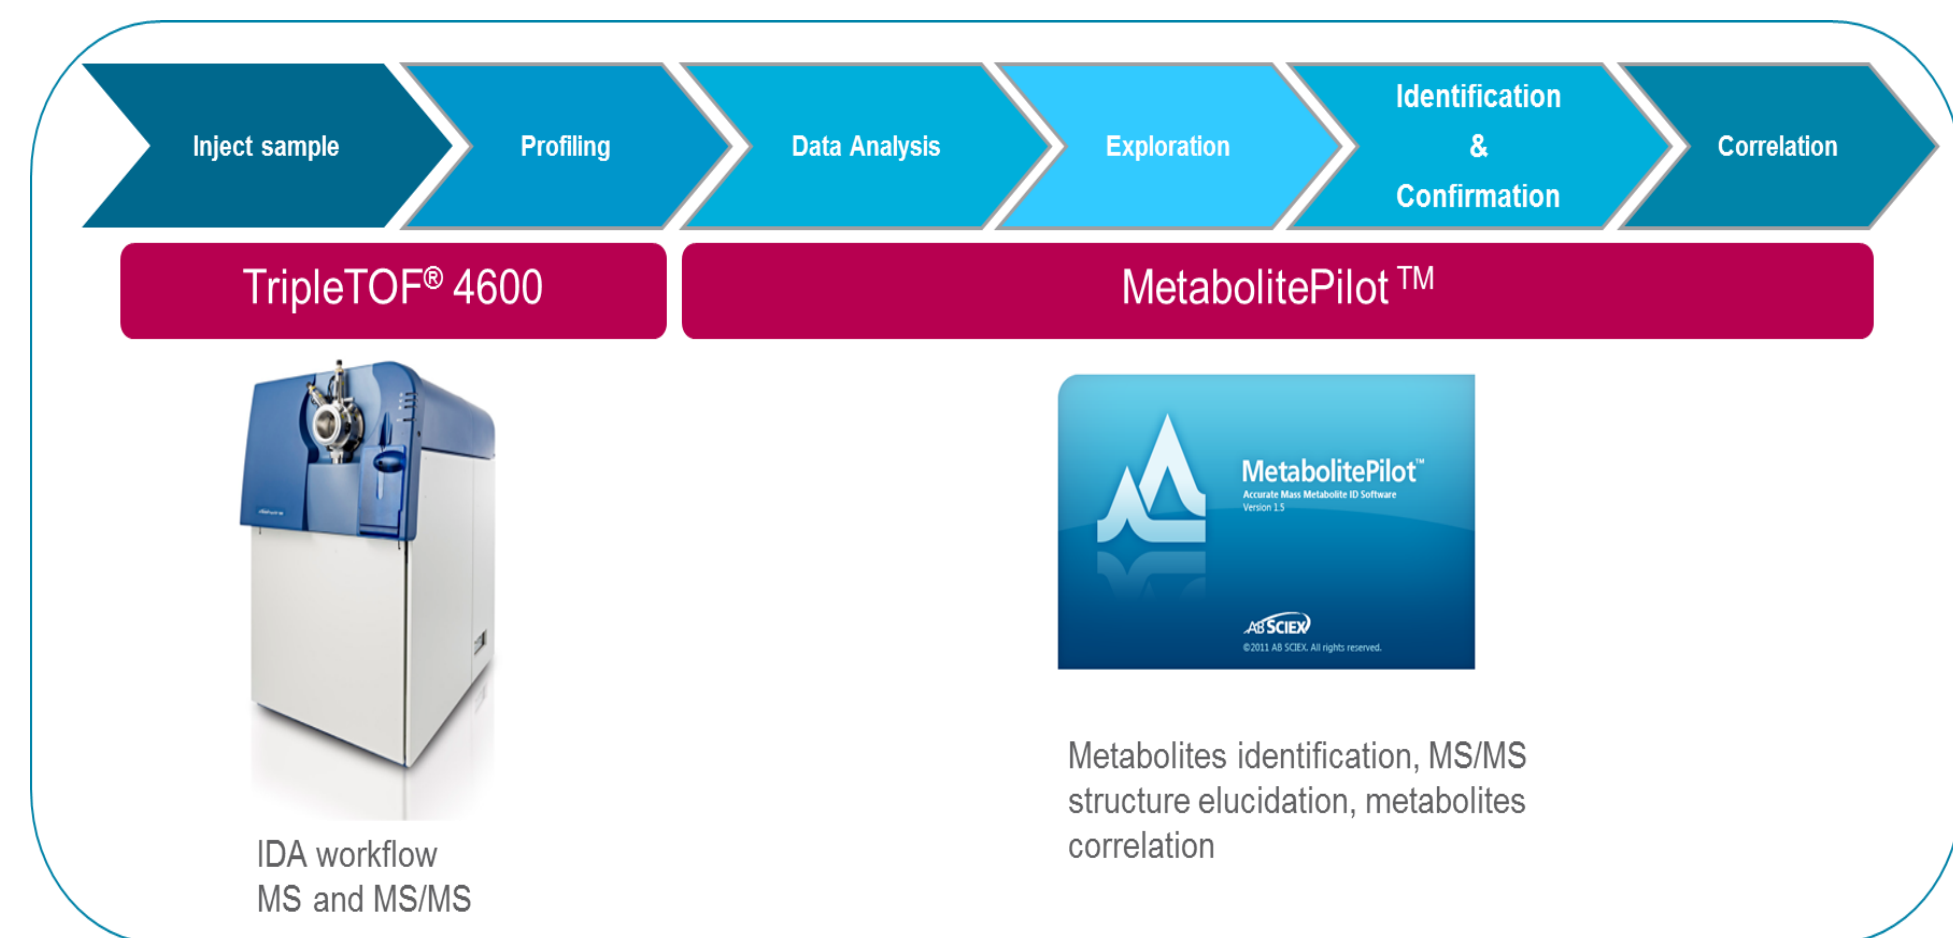 Inject sample
Profiling
Data Analysis
Exploration
Identification
&
Confirmation
Correlation
TripleTOF® 4600
MetabolitePilot™
MetabolitePilot™
Accurate Mass Metabolite ID Software
Version 1.5
AB SCIEX
©2011 AB SCIEX. All rights reserved.
IDA workflow
MS and MS/MS
Metabolites identification, MS/MS
structure elucidation, metabolites
correlation